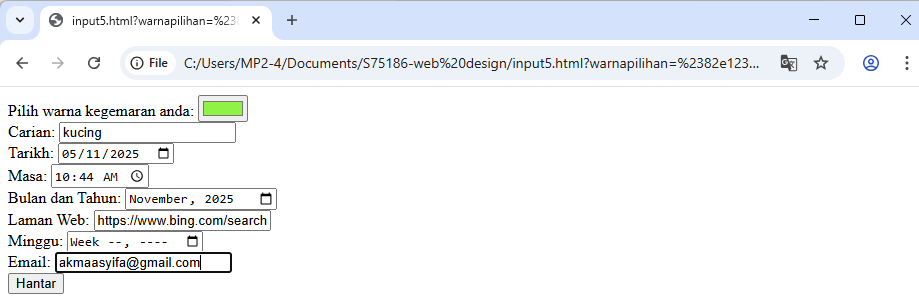 input5.html?warnapilihan=%23
File C:/Users/MP2-4/Documents/S75186-web%20design/input5.html?warnapilihan=%2382e123...
Pilih warna kegemaran anda:
Carian: kucing
Tarikh: 05/11/2025
Masa: 10:44 AM
Bulan dan Tahun: November, 2025
Laman Web: https://www.bing.com/search
Minggu: Week --, ----
Email: akmaasyifa@gmail.com
Hantar